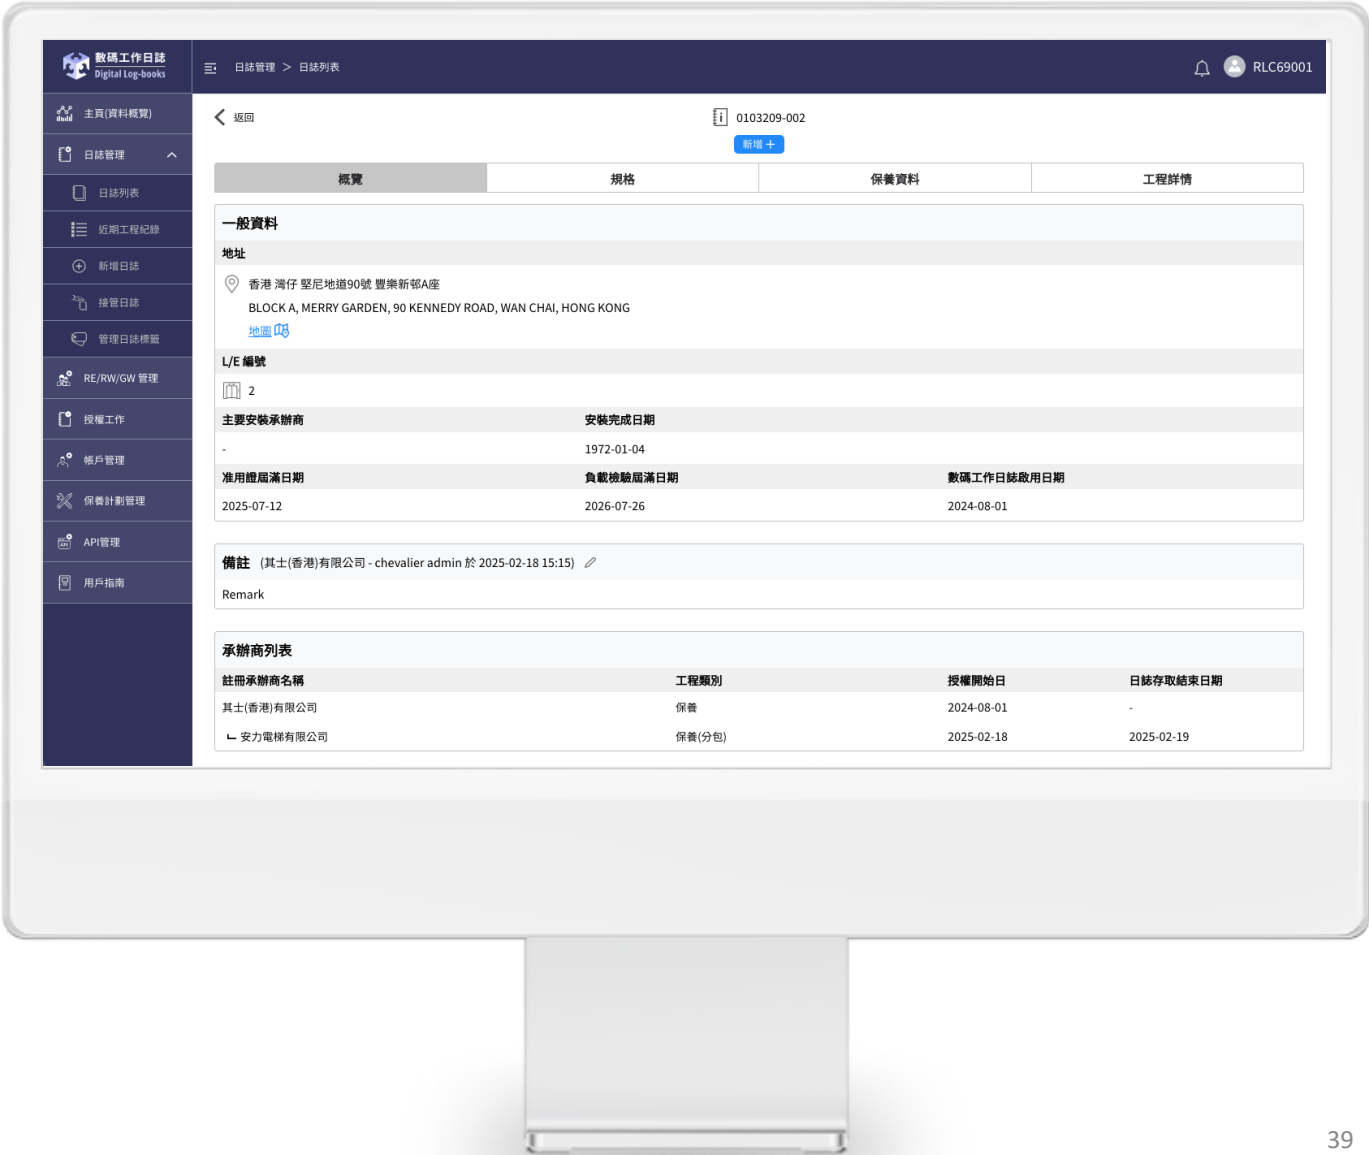 數碼工作日誌
Digital Log-books
日誌管理 > 日誌列表
RLC69001
主頁(資料概覽)
日誌管理
日誌列表
近期工程紀錄
新增日誌
接管日誌
管理日誌標籤
RE/RW/GW 管理
授權工作
帳戶管理
保養計劃管理
API管理
用戶指南
返回
0103209-002
新增 +
概覽 規格 保養資料 工程詳情
一般資料
地址
香港 灣仔 堅尼地道90號 豐樂新邨A座
BLOCK A, MERRY GARDEN, 90 KENNEDY ROAD, WAN CHAI, HONG KONG
地圖
L/E 編號
2
主要安裝承辦商 安裝完成日期
- 1972-01-04
准用證屆滿日期 負載檢驗屆滿日期 數碼工作日誌啟用日期
2025-07-12 2026-07-26 2024-08-01
備註 (其士(香港)有限公司 - chevalier admin 於 2025-02-18 15:15)
Remark
承辦商列表
註冊承辦商名稱 工程類別 授權開始日 日誌存取結束日期
其士(香港)有限公司 保養 2024-08-01 -
安力電梯有限公司 保養(分包) 2025-02-18 2025-02-19
39